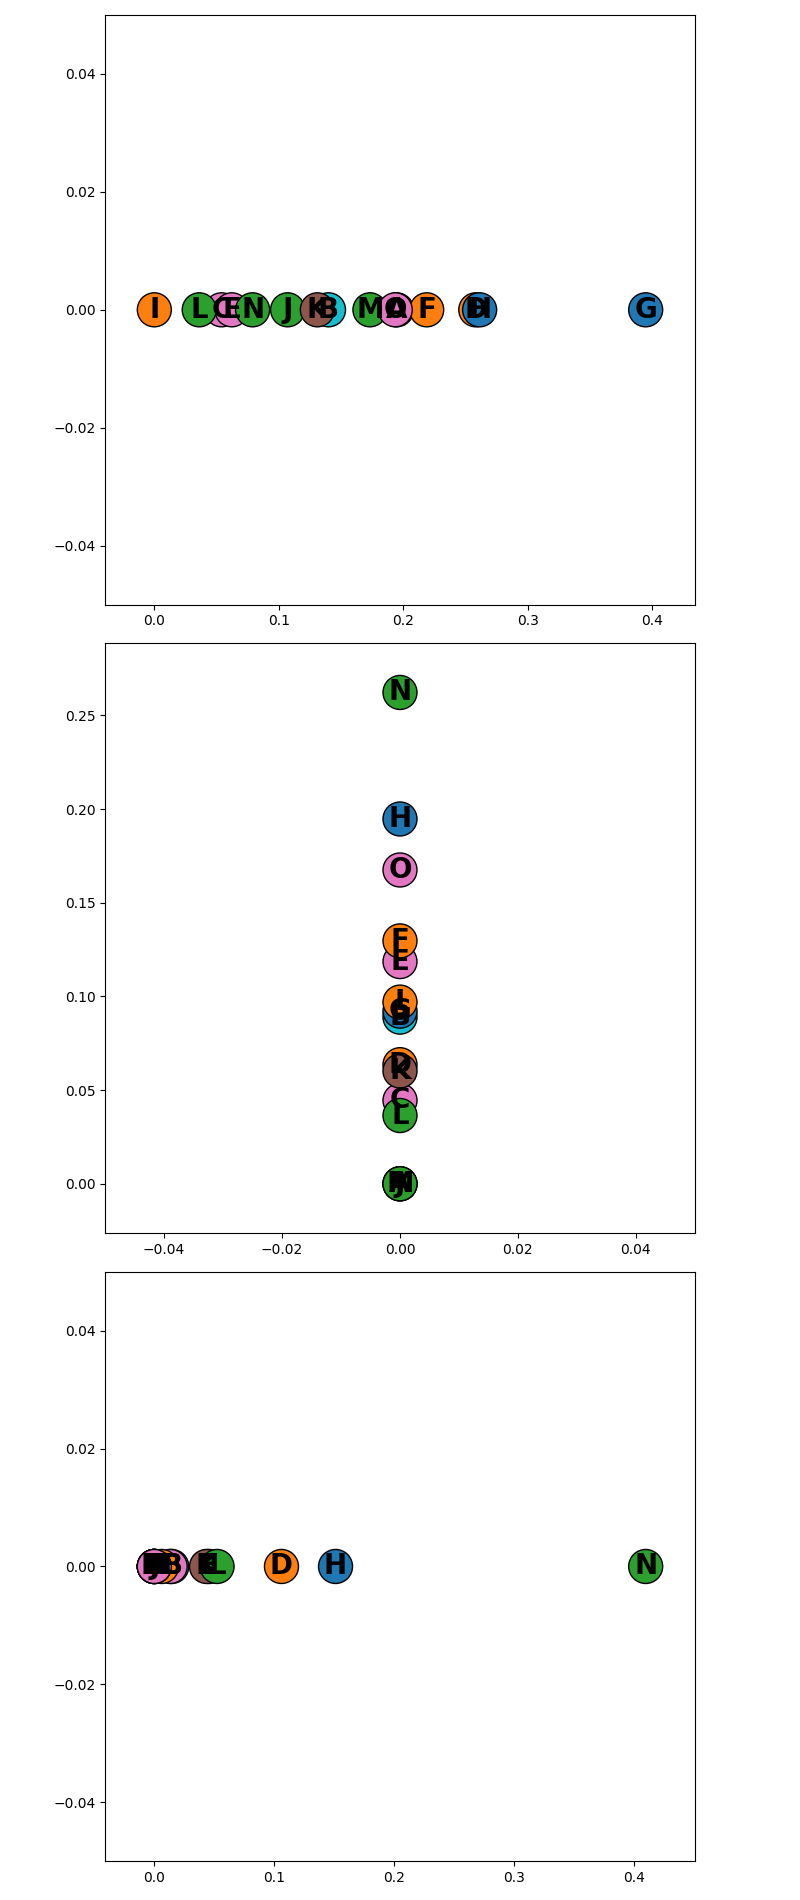 0.04
0.02
I L C E N J K B M O A F D H G
0.00
−0.02
−0.04
0.0 0.1 0.2 0.3 0.4
N
0.25
0.20
H
O
0.15
F
E
0.10
I
G
B
D
K
0.05
C
L
0.00
−0.04 −0.02 0.00 0.02 0.04
0.04
0.02
0.00
B L D H N
−0.02
−0.04
0.0 0.1 0.2 0.3 0.4